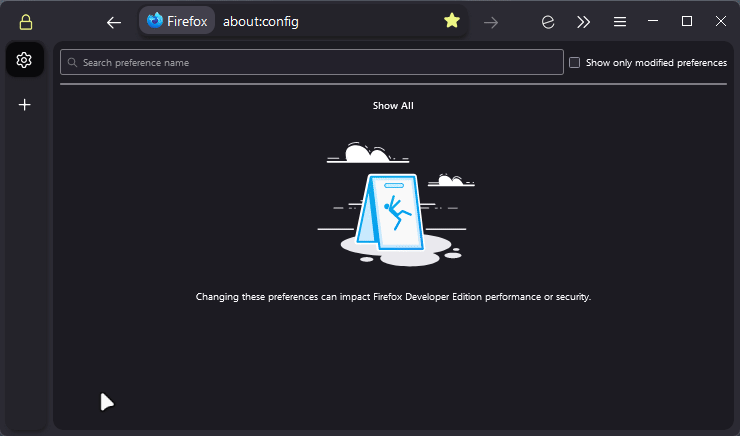 Firefox about:config
Search preference name
Show only modified preferences
Show All
Changing these preferences can impact Firefox Developer Edition performance or security.